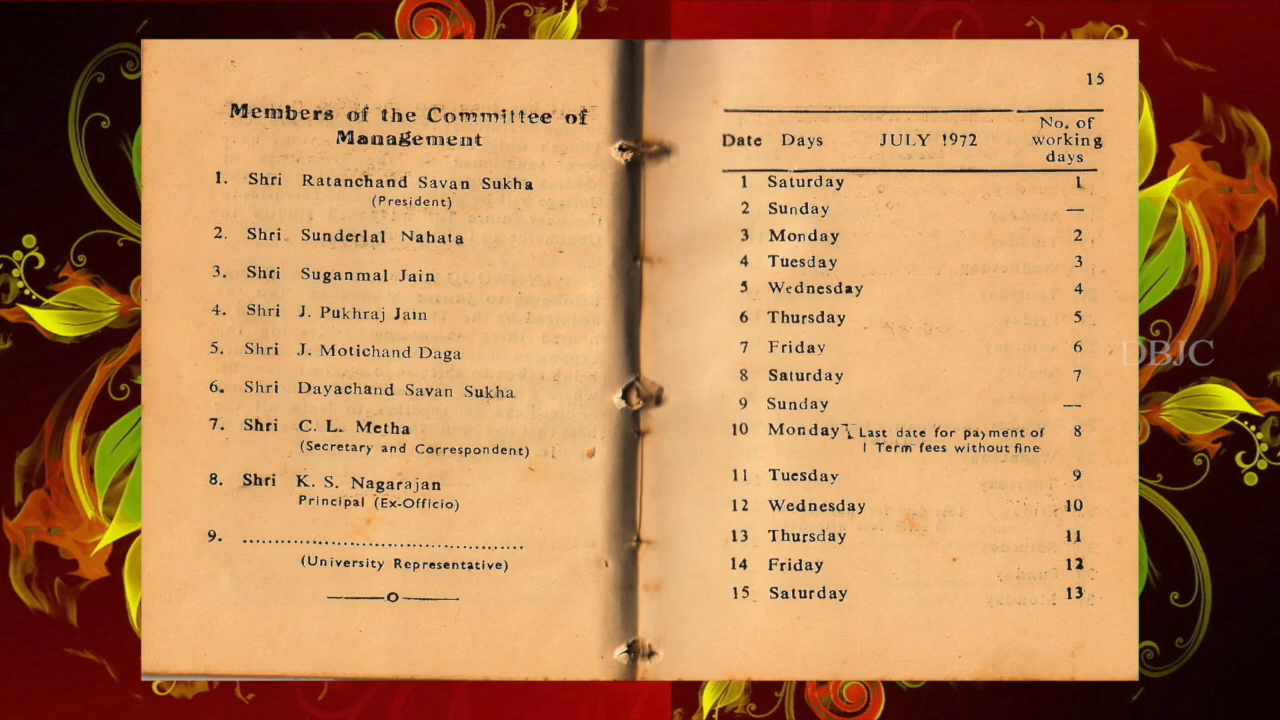 Members of the Committee of
Management
1. Shri Ratanchand Savan Sukha
(President)
2. Shri Sunderlal Nahata
3. Shri Suganmal Jain
4. Shri J. Pukhraj Jain
5. Shri J. Motichand Daga
6. Shri Dayachand Savan Sukha
7. Shri C. L. Metha
(Secretary and Correspondent)
8. Shri K. S. Nagarajan
Principal (Ex-Officio)
9. ..........................................
(University Representative)
15
Date Days JULY 1972 No. of
working
days
1 Saturday 1
2 Sunday —
3 Monday 2
4 Tuesday 3
5 Wednesday 4
6 Thursday 5
7 Friday 6
8 Saturday 7
9 Sunday —
10 Monday Last date for payment of 8
I Term fees without fine
11 Tuesday 9
12 Wednesday 10
13 Thursday 11
14 Friday 12
15 Saturday 13
DBJC